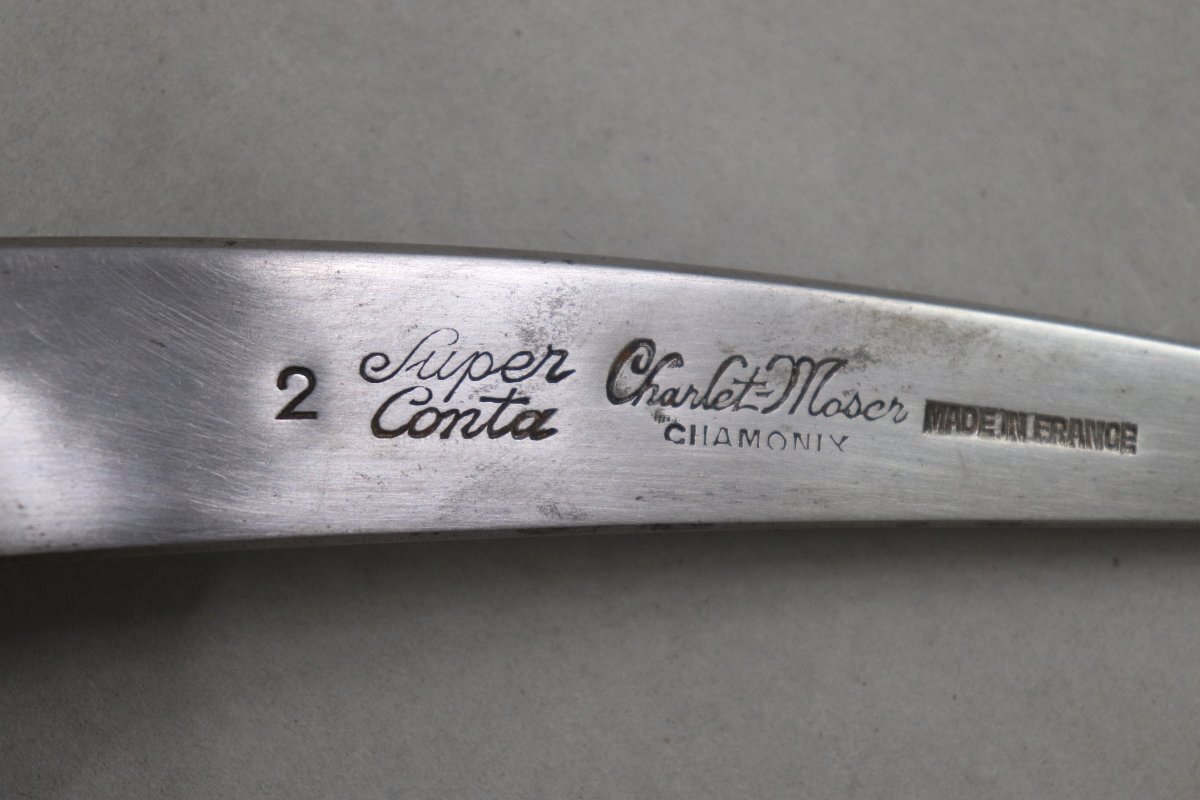 2
Super
Conta
Charlet-Moser
CHAMONIX
MADE IN FRANCE